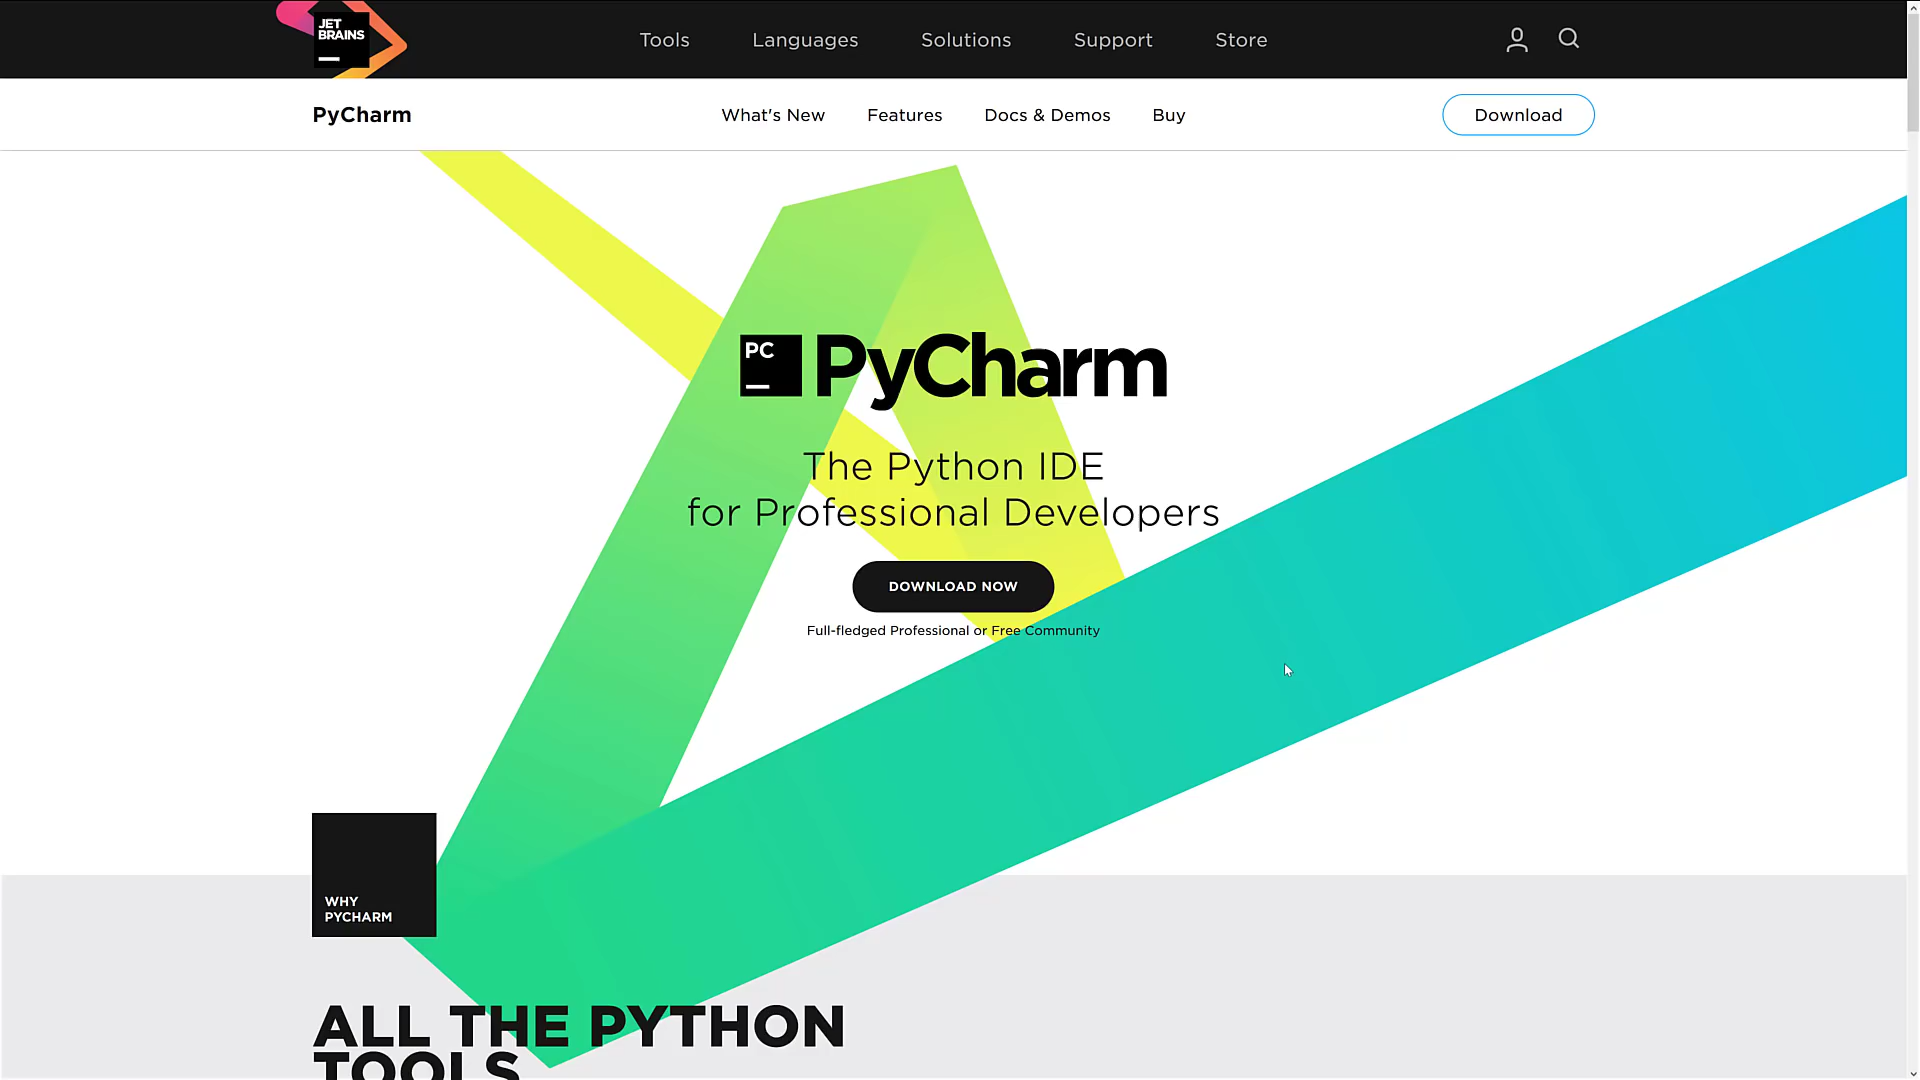 JET
BRAINS
Tools
Languages
Solutions
Support
Store
PyCharm
What's New
Features
Docs & Demos
Buy
Download
PC
PyCharm
The Python IDE
for Professional Developers
DOWNLOAD NOW
Full-fledged Professional or Free Community
WHY
PYCHARM
ALL THE PYTHON
TOOLS